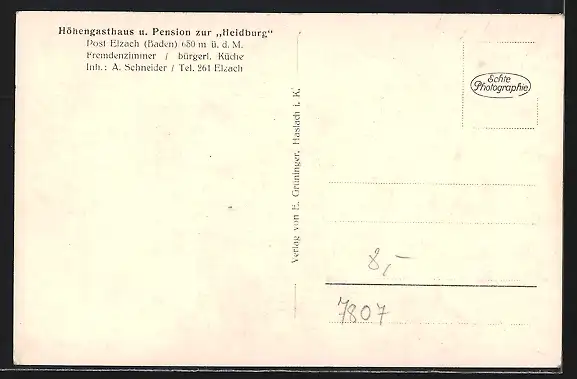 Höhengasthaus u. Pension zur „Heidburg“
Post Elzach (Baden) 680 m ü. d. M.
Fremdenzimmer / bürgerl. Küche
Inh.: A. Schneider / Tel. 261 Elzach
Verlag von E. Grüninger, Haslach i. K.
Echte
Photographie
8,-
7807